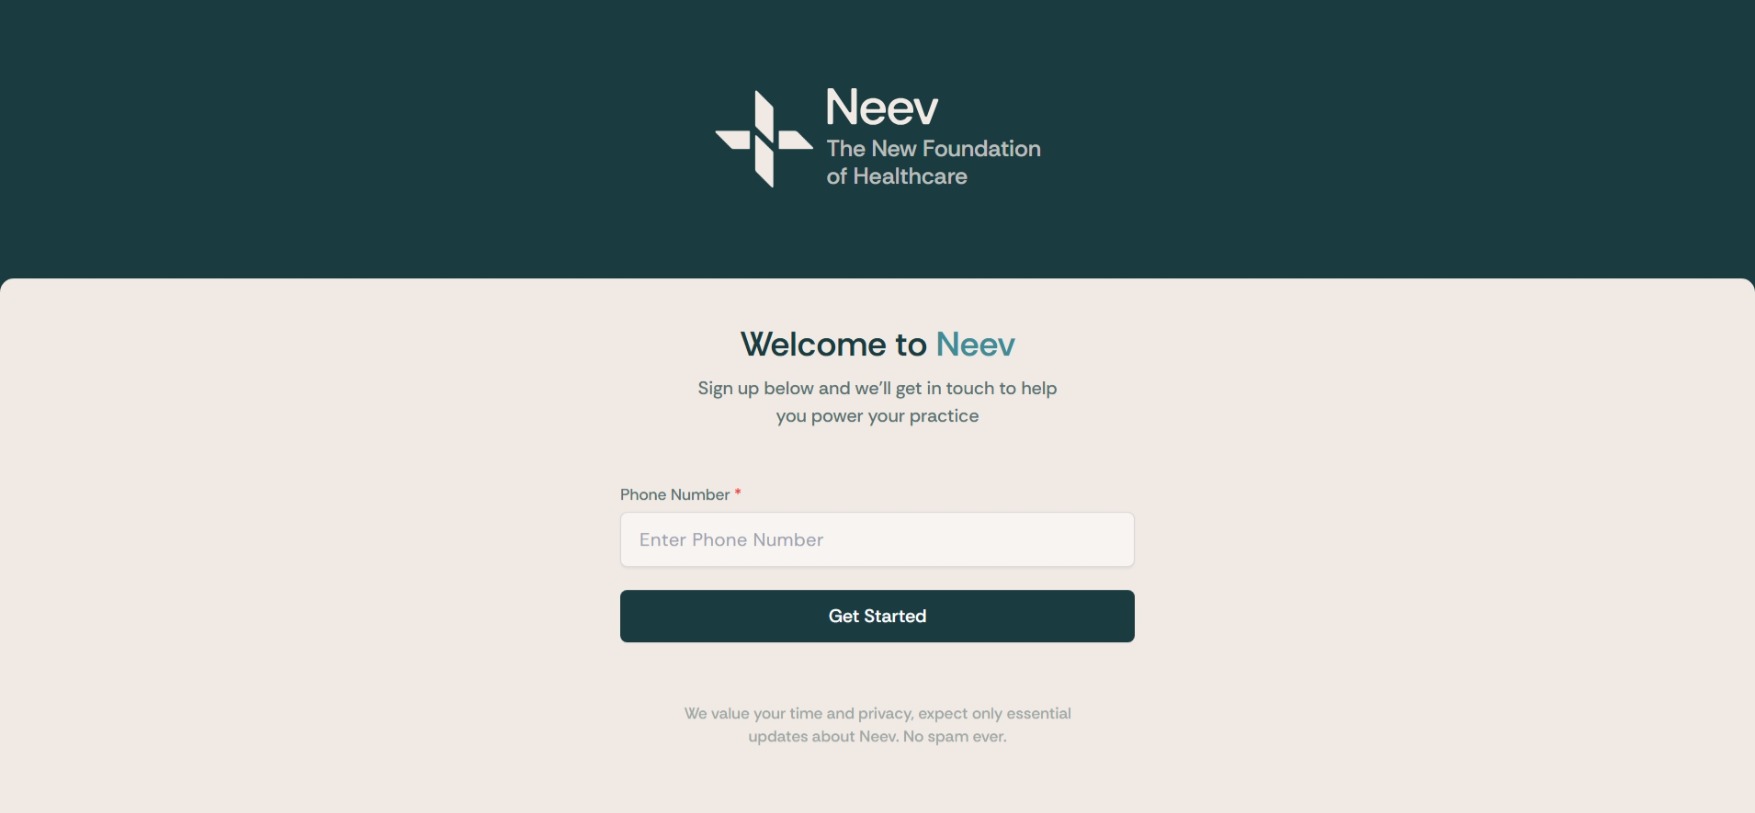 Neev
The New Foundation
of Healthcare
Welcome to Neev
Sign up below and we'll get in touch to help
you power your practice
Phone Number *
Enter Phone Number
Get Started
We value your time and privacy, expect only essential
updates about Neev. No spam ever.